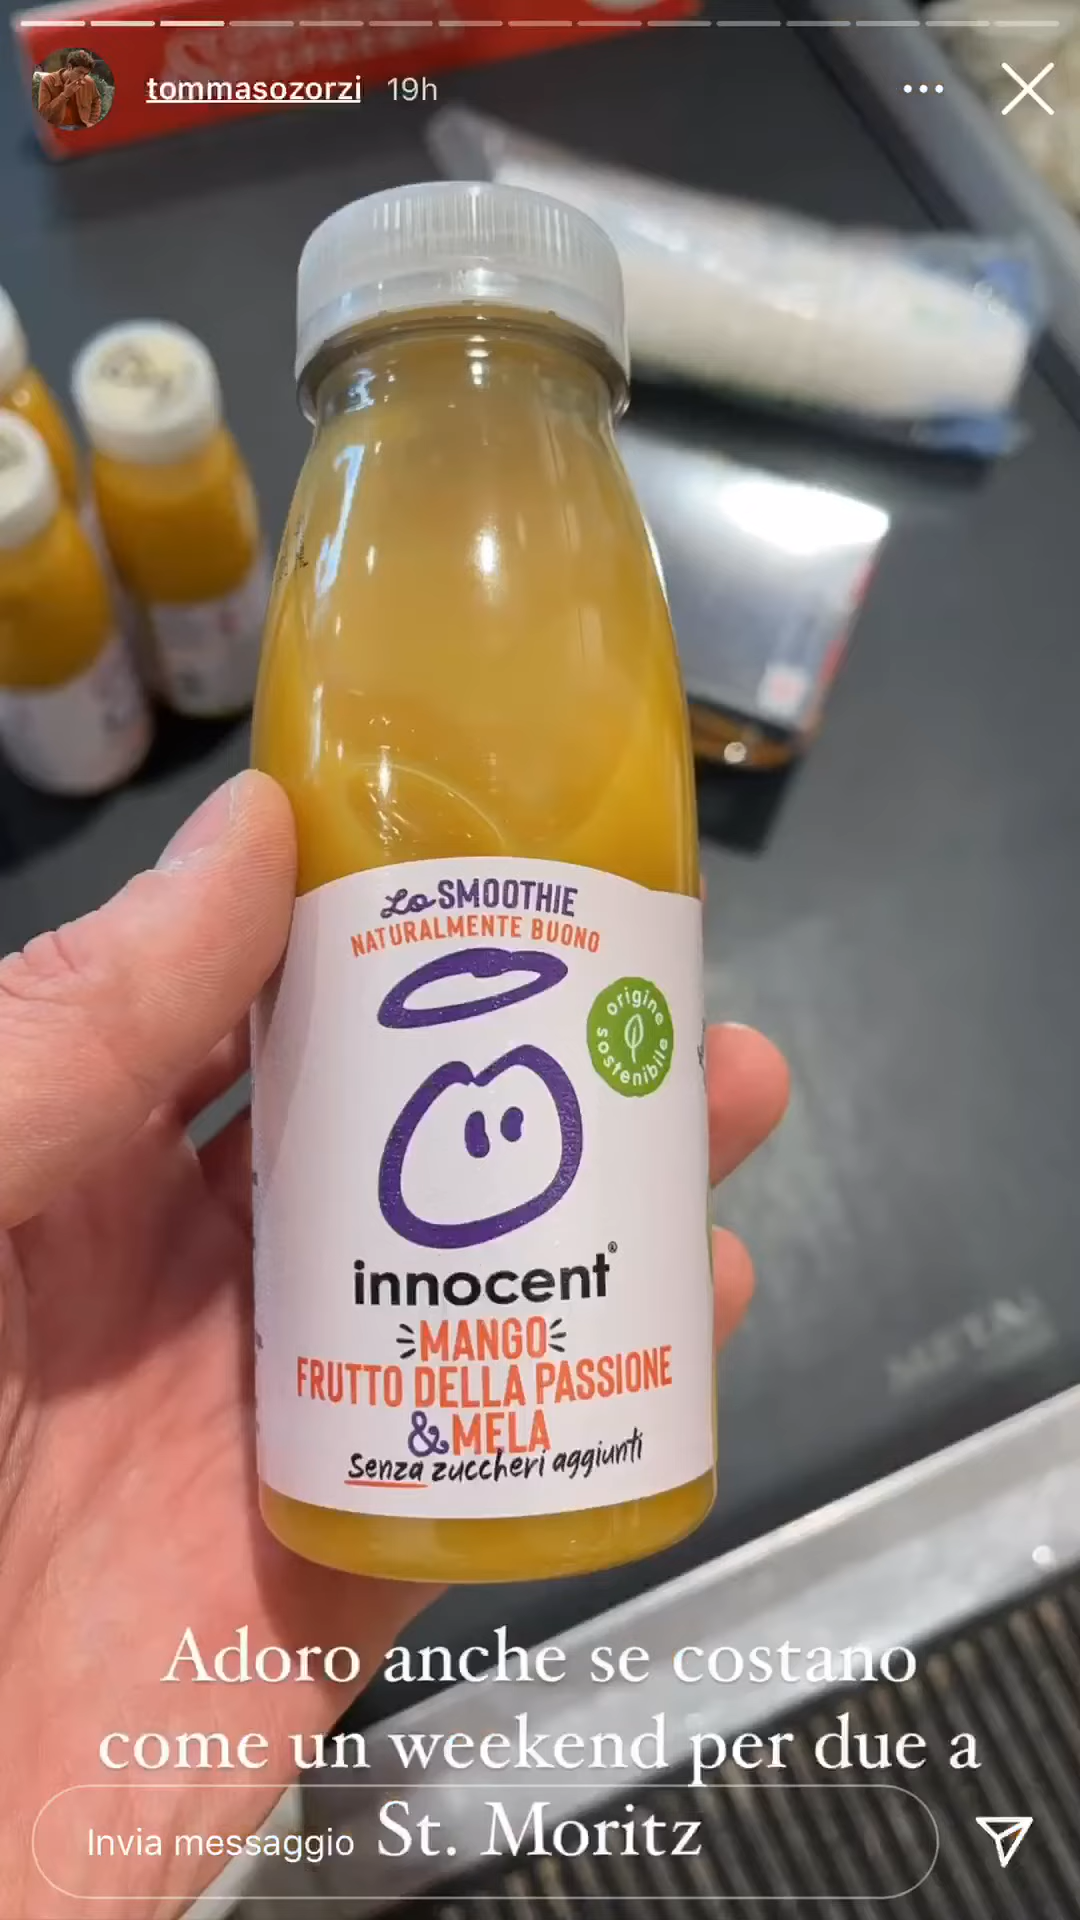 tommasozorzi 19h
Lo SMOOTHIE
NATURALMENTE BUONO
origine
sostenibile
innocent®
MANGO
FRUTTO DELLA PASSIONE
& MELA
Senza zuccheri aggiunti
Adoro anche se costano
come un weekend per due a
St. Moritz
Invia messaggio